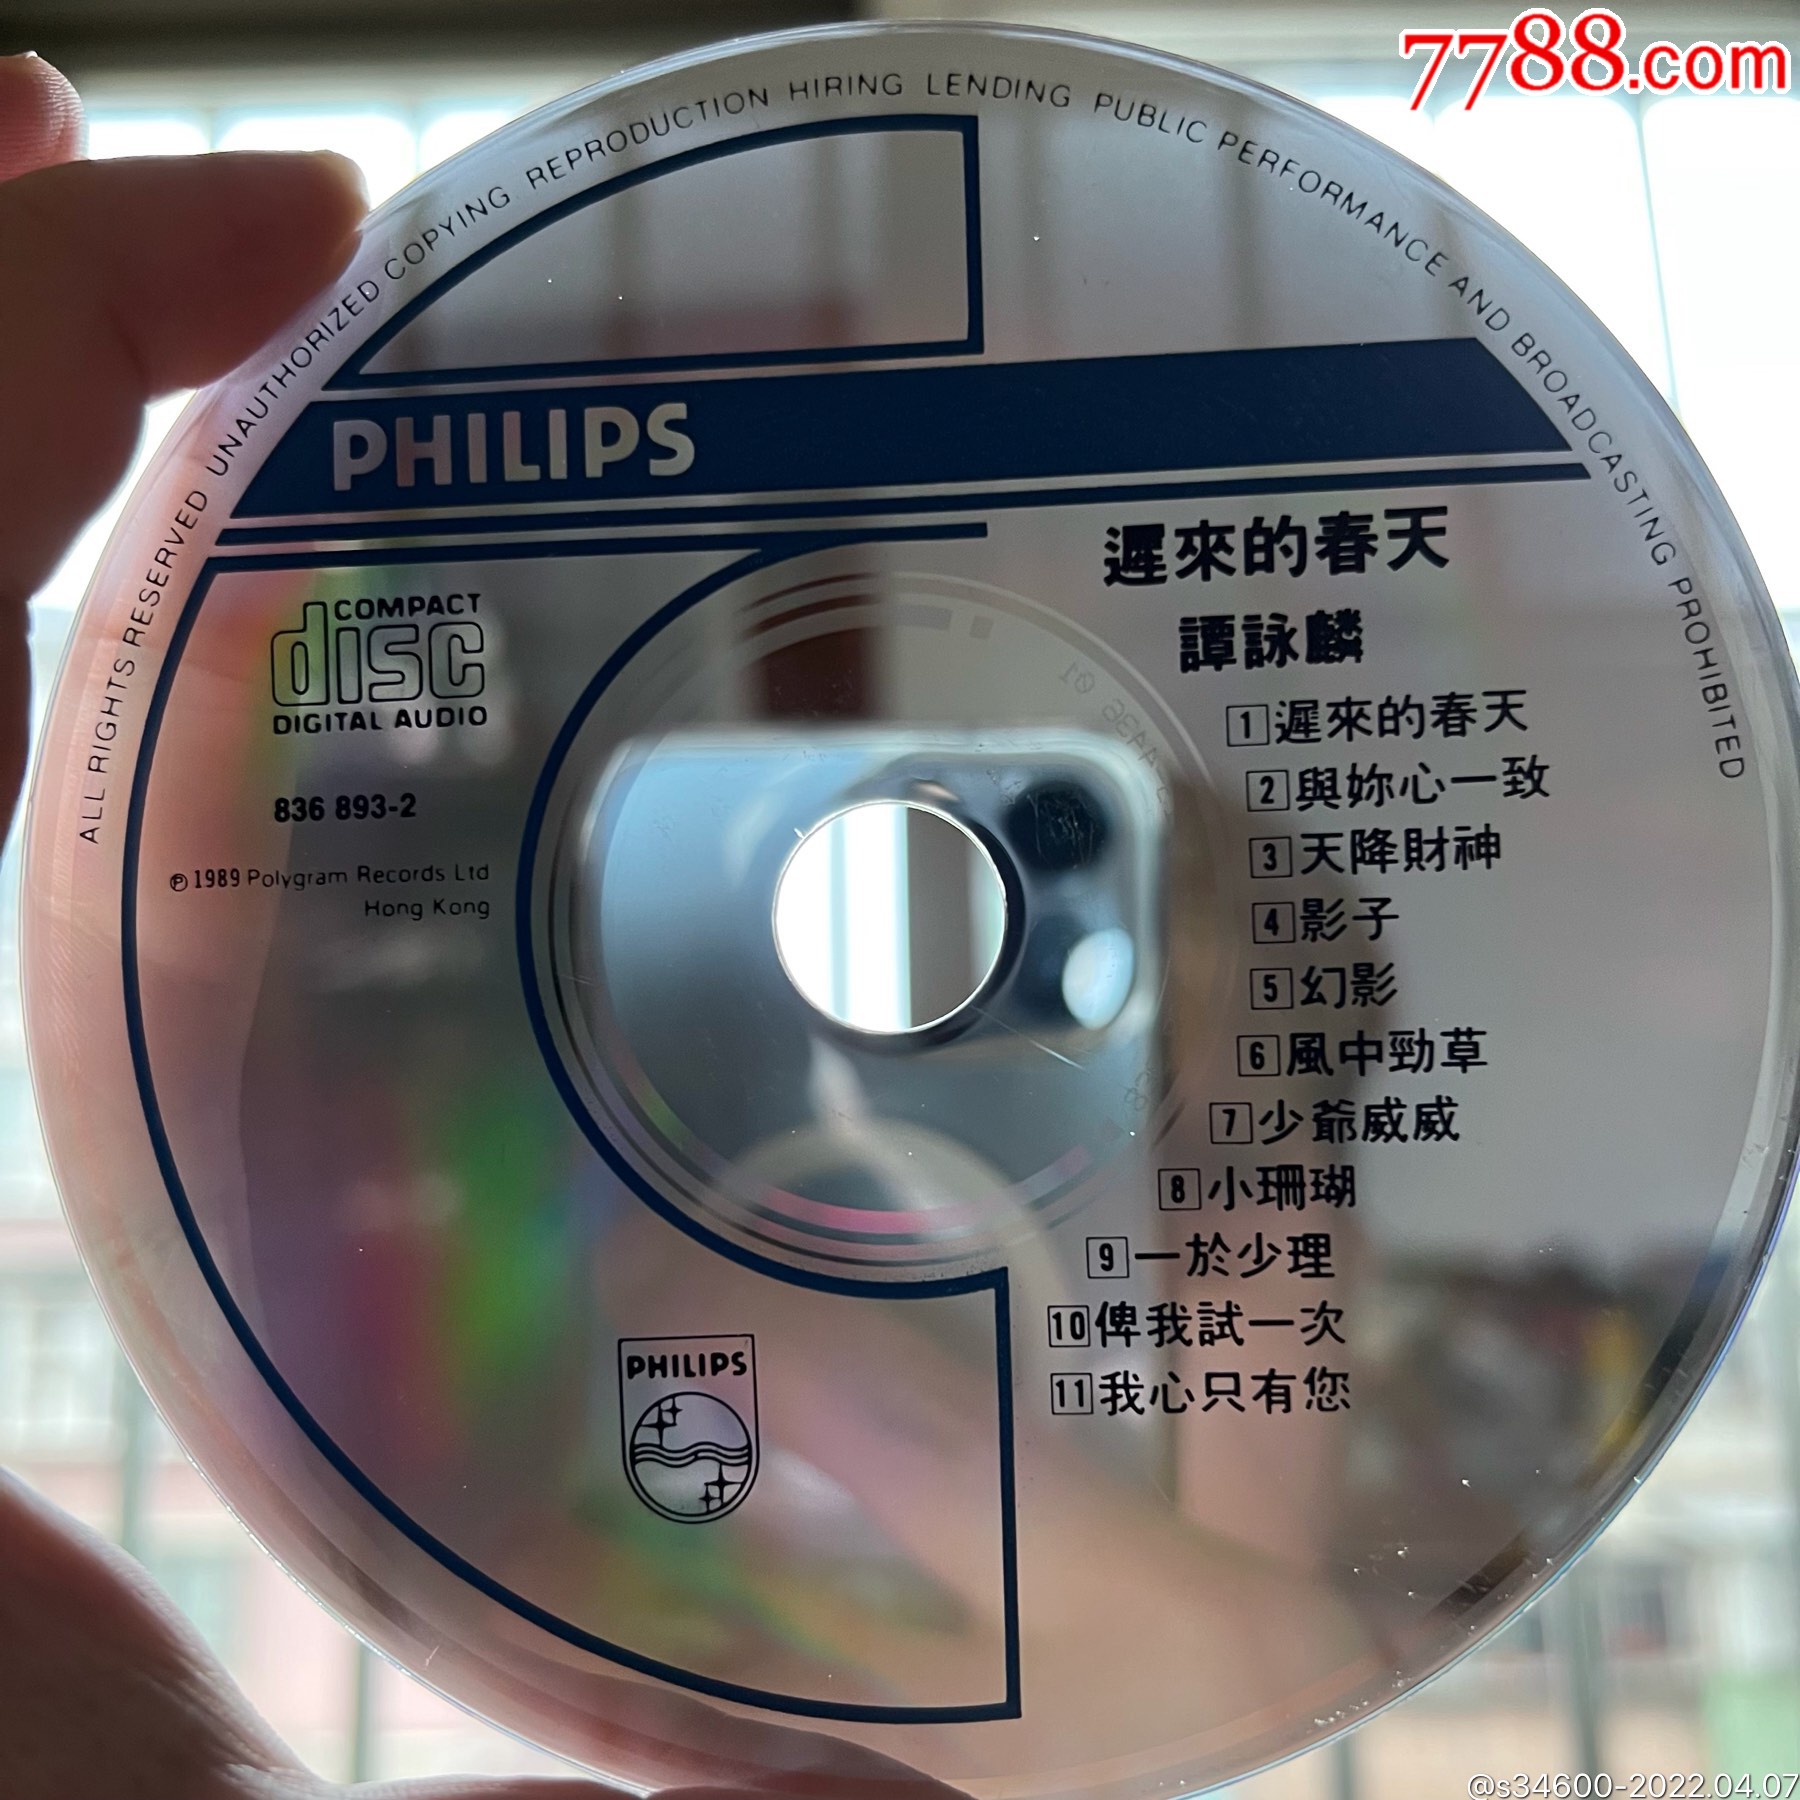 7788.com
ALL RIGHTS RESERVED UNAUTHORIZED COPYING REPRODUCTION HIRING LENDING PUBLIC PERFORMANCE AND BROADCASTING PROHIBITED
PHILIPS
COMPACT
disc
DIGITAL AUDIO
836 893-2
℗ 1989 Polygram Records Ltd
Hong Kong
遲來的春天
譚詠麟
1 遲來的春天
2 與妳心一致
3 天降財神
4 影子
5 幻影
6 風中勁草
7 少爺威威
8 小珊瑚
9 一於少理
10 俾我試一次
11 我心只有您
PHILIPS
@s34600-2022.04.07